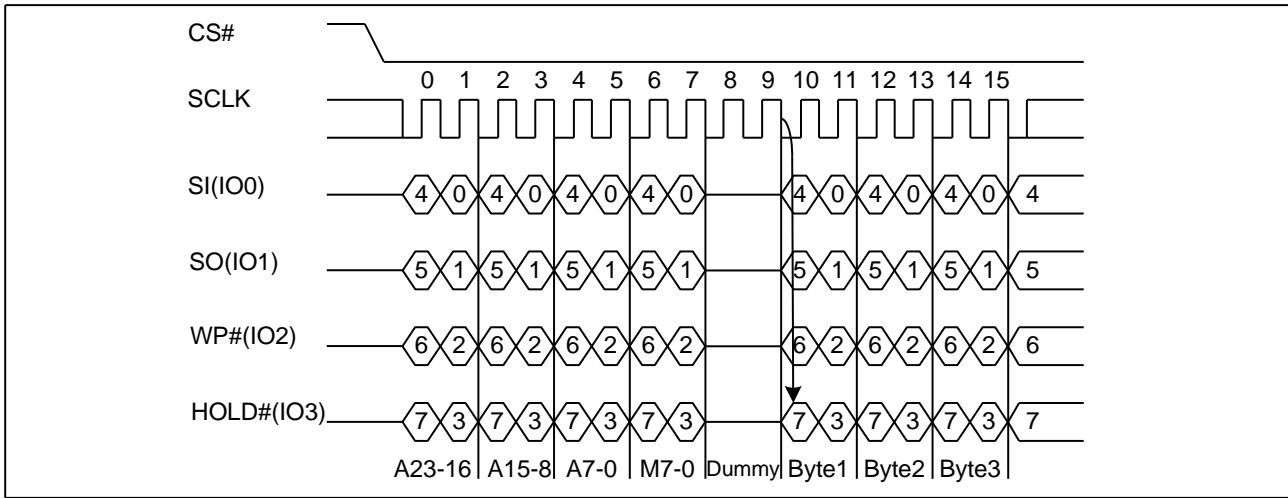 CS#
0 1 2 3 4 5 6 7 8 9 10 11 12 13 14 15
SCLK
SI(IO0) 4 0 4 0 4 0 4 0 4 0 4 0 4 0 4
SO(IO1) 5 1 5 1 5 1 5 1 5 1 5 1 5 1 5
WP#(IO2) 6 2 6 2 6 2 6 2 6 2 6 2 6 2 6
HOLD#(IO3) 7 3 7 3 7 3 7 3 7 3 7 3 7 3 7
A23-16 A15-8 A7-0 M7-0 Dummy Byte1 Byte2 Byte3